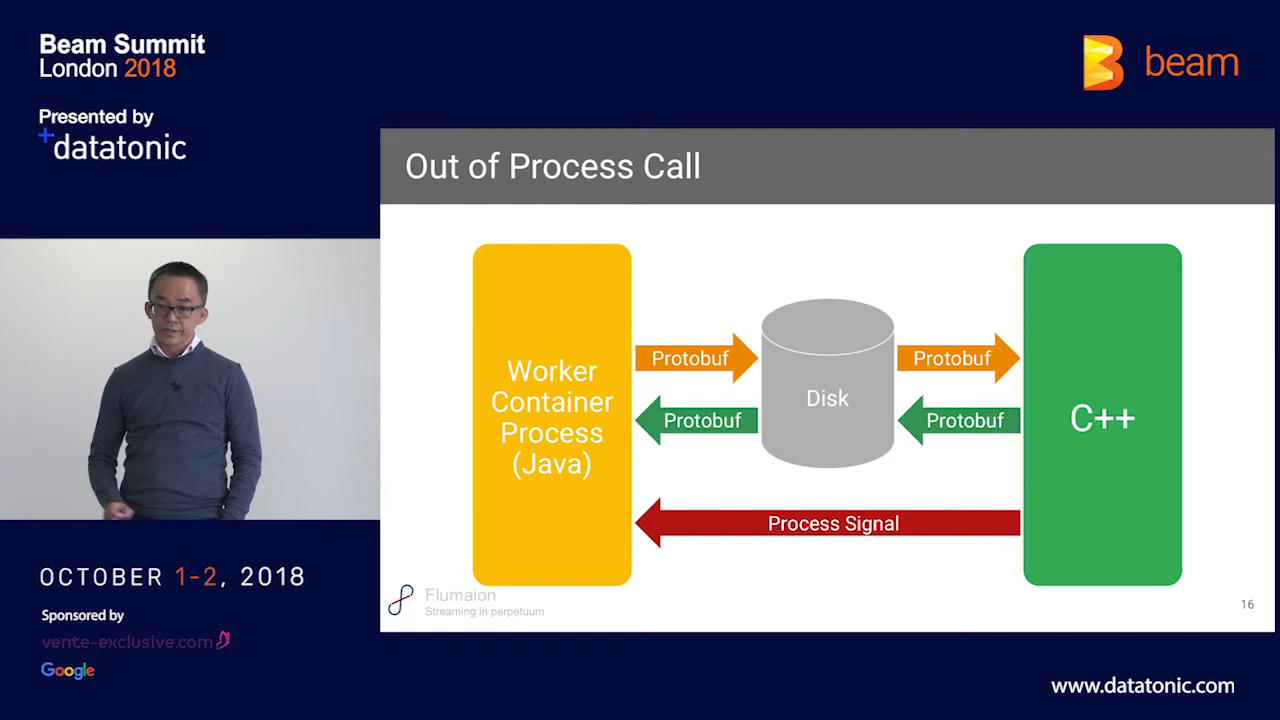 Beam Summit
London 2018
Presented by
+datatonic
beam
Out of Process Call
Worker
Container
Process
(Java)
Protobuf
Protobuf
Disk
Protobuf
Protobuf
C++
Process Signal
Flumaion
Streaming in perpetuum
16
OCTOBER 1-2, 2018
Sponsored by
vente-exclusive.com
Google
www.datatonic.com